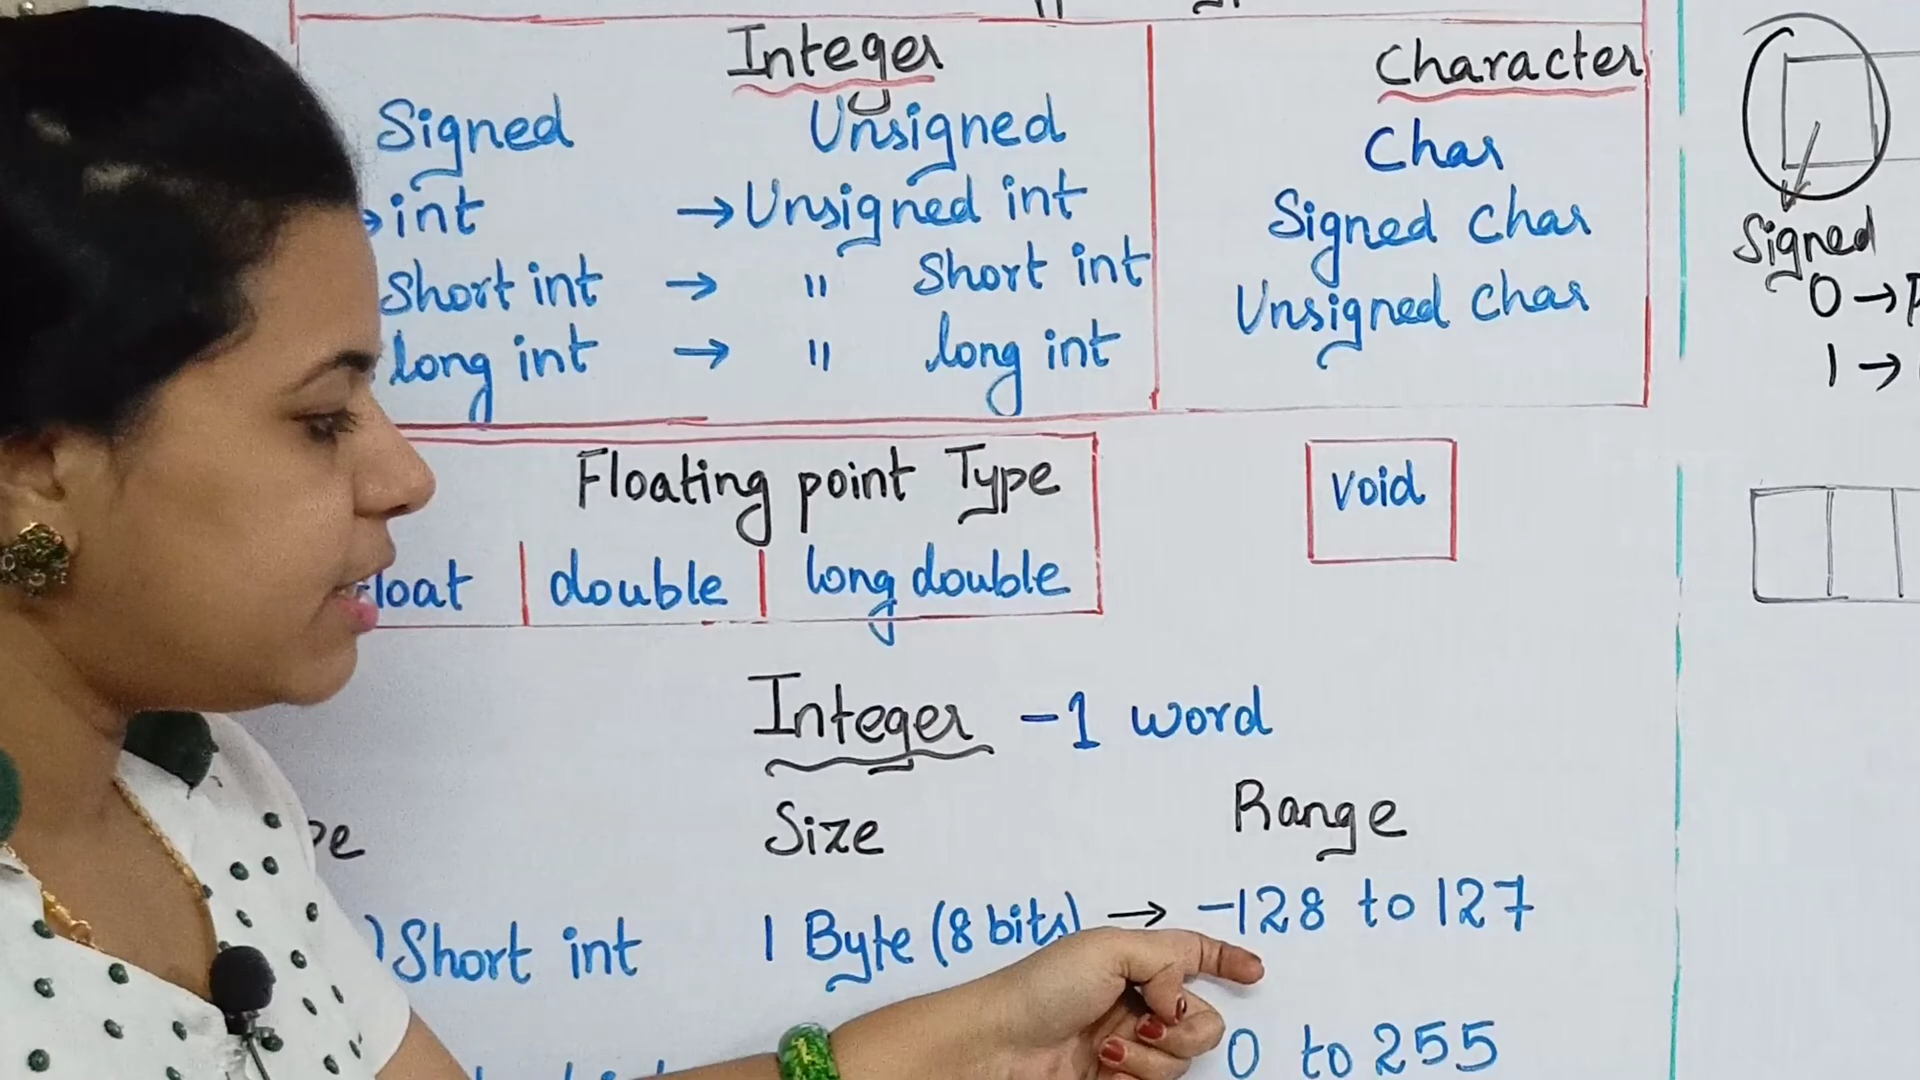 Integer
Signed Unsigned
int → Unsigned int
Short int → " Short int
long int → " long int
Character
Char
Signed Char
Unsigned Char
Floating point Type
double | long double
Void
Integer - 1 word
Size Range
Short int 1 Byte (8 bits) → -128 to 127
0 to 255
Signed
0 →
1 →